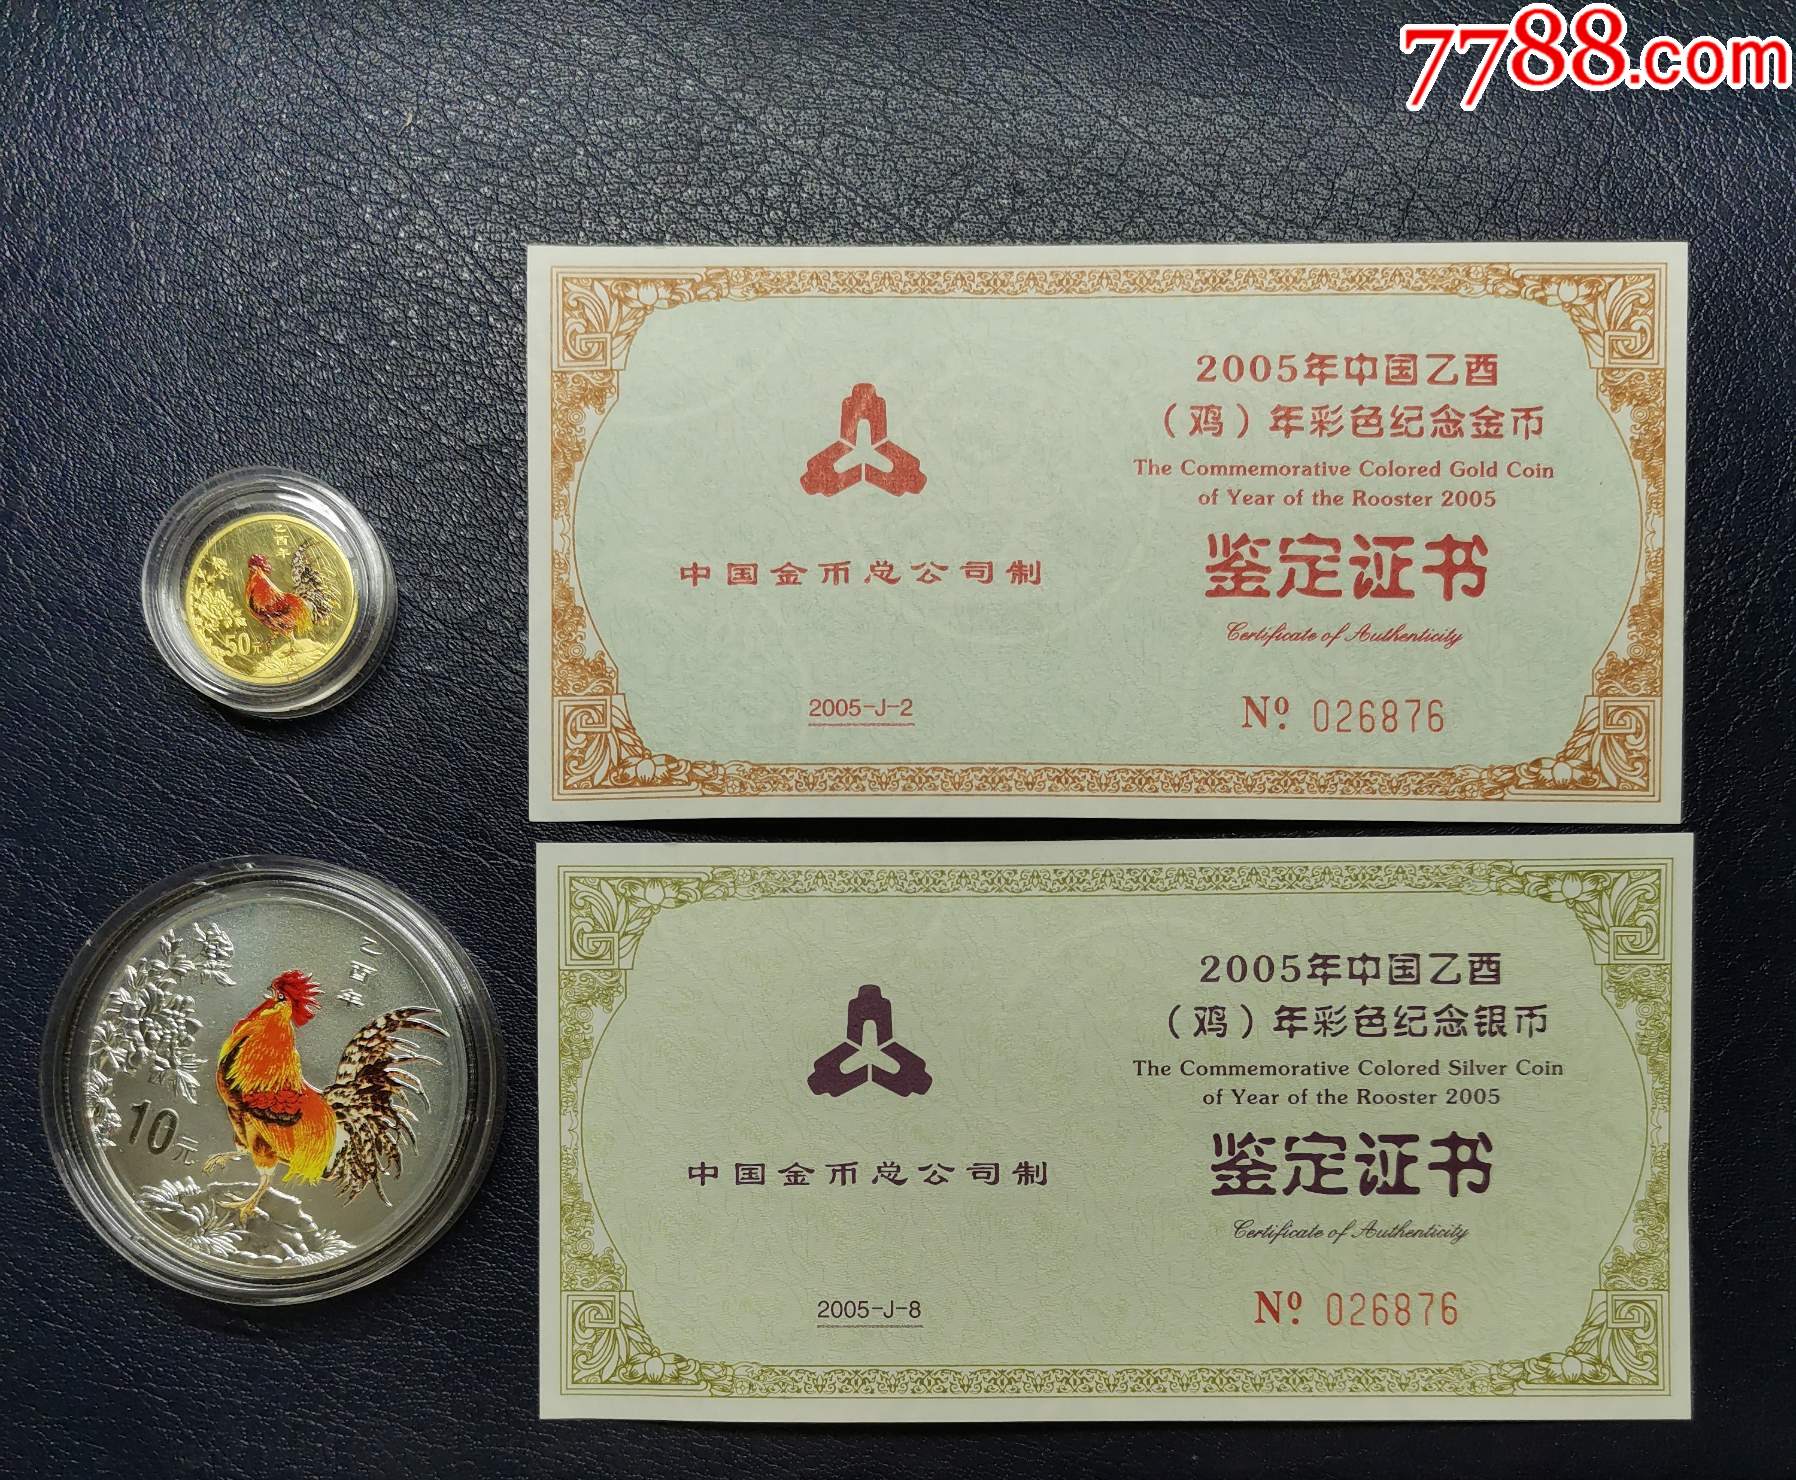 7788.com
2005年中国乙酉
（鸡）年彩色纪念金币
The Commemorative Colored Gold Coin
of Year of the Rooster 2005
鉴定证书
Certificate of Authenticity
中国金币总公司制
2005-J-2
Nº 026876
乙酉年
50元
2005年中国乙酉
（鸡）年彩色纪念银币
The Commemorative Colored Silver Coin
of Year of the Rooster 2005
鉴定证书
Certificate of Authenticity
中国金币总公司制
2005-J-8
Nº 026876
乙酉年
10元